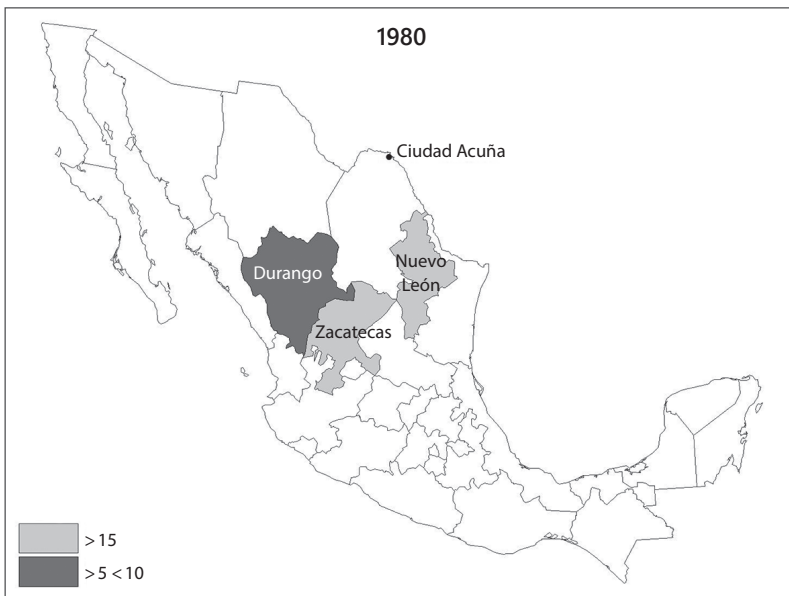 1980
Ciudad Acuña
Nuevo
León
Durango
Zacatecas
> 15
> 5 < 10